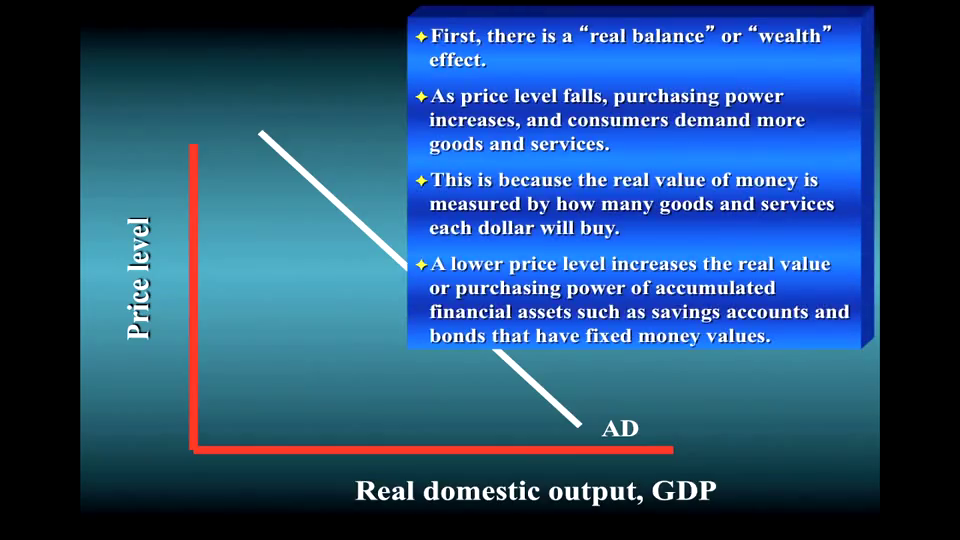 First, there is a “real balance” or “wealth”
effect.
As price level falls, purchasing power
increases, and consumers demand more
goods and services.
This is because the real value of money is
measured by how many goods and services
each dollar will buy.
A lower price level increases the real value
or purchasing power of accumulated
financial assets such as savings accounts and
bonds that have fixed money values.
Price level
AD
Real domestic output, GDP